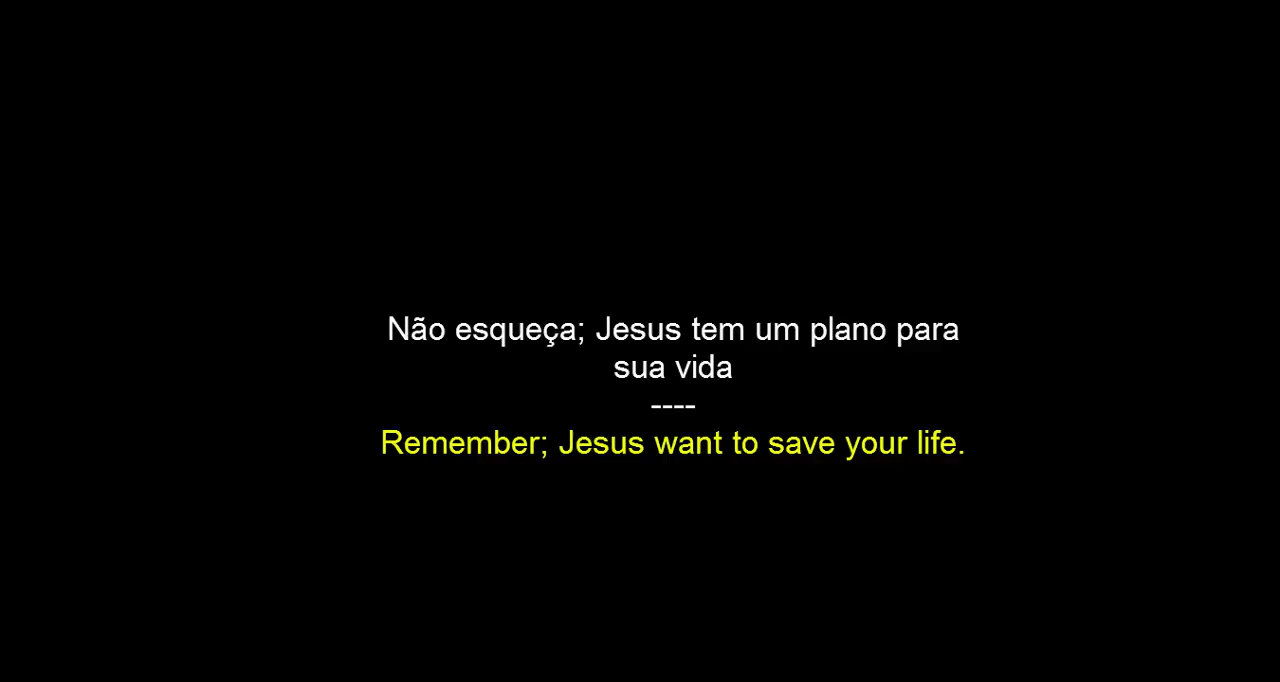 Não esqueça; Jesus tem um plano para
sua vida
----
Remember; Jesus want to save your life.